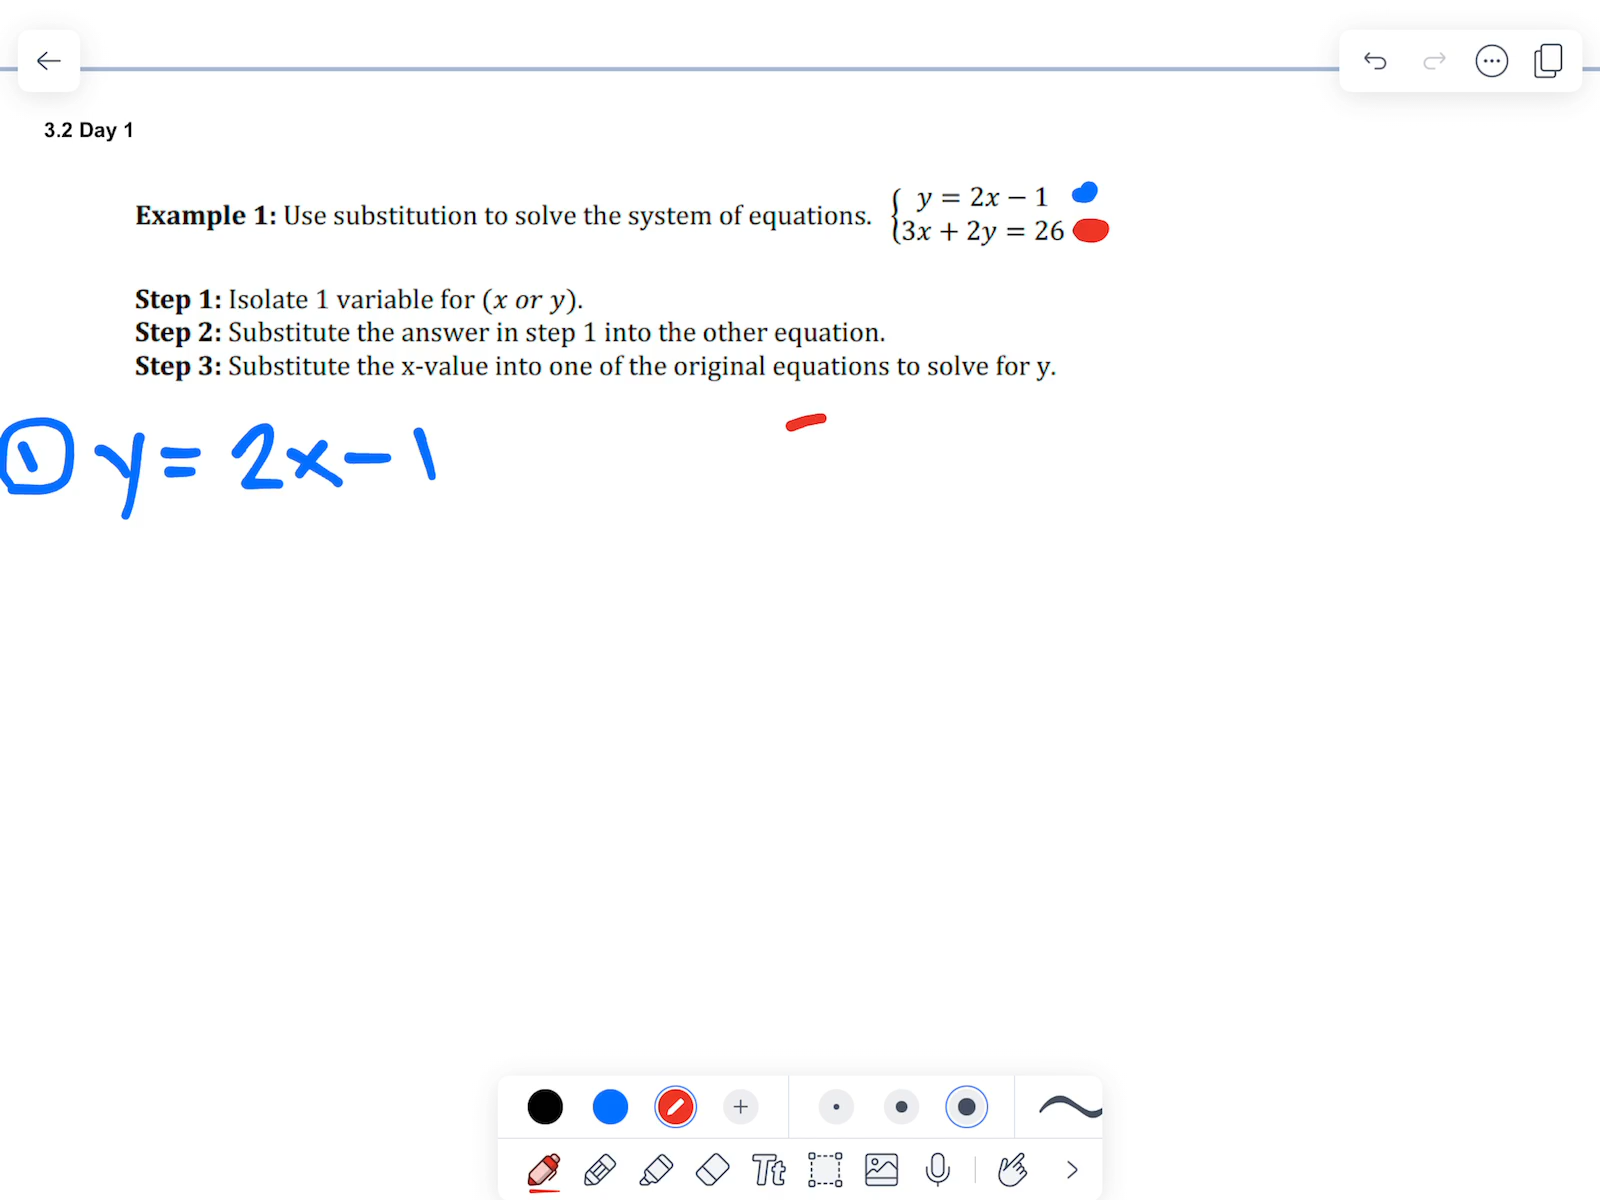 3.2 Day 1
Example 1: Use substitution to solve the system of equations. { y = 2x − 1
3x + 2y = 26
Step 1: Isolate 1 variable for (x or y).
Step 2: Substitute the answer in step 1 into the other equation.
Step 3: Substitute the x-value into one of the original equations to solve for y.
① y = 2x − 1
Tt